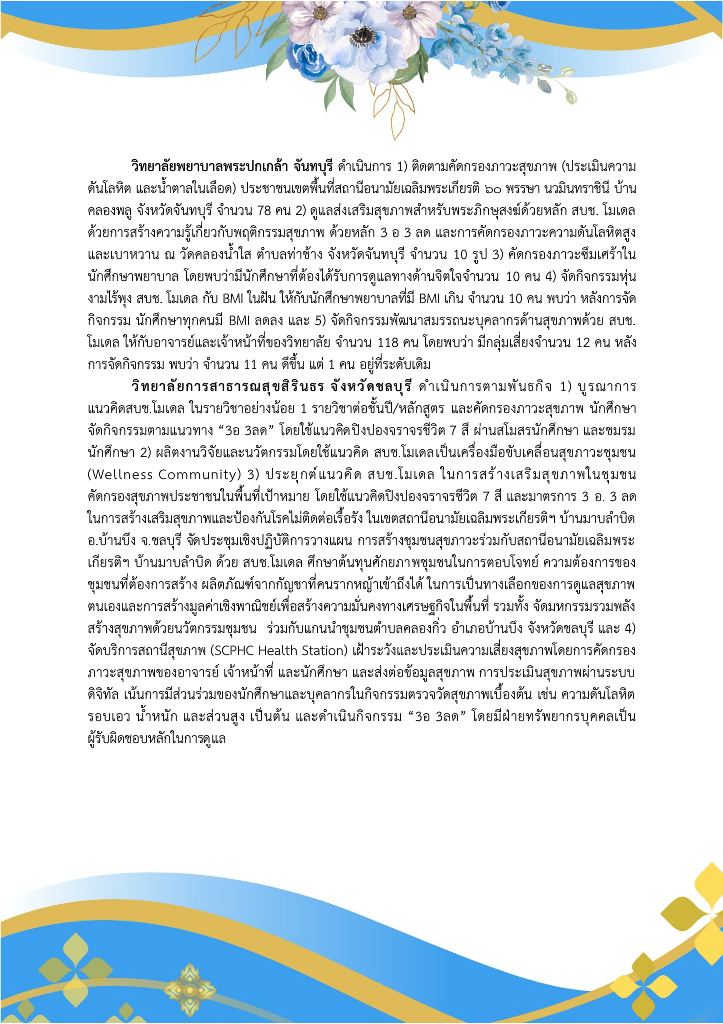 วิทยาลัยพยาบาลพระปกเกล้า จันทบุรี ดำเนินการ 1) ติดตามคัดกรองภาวะสุขภาพ (ประเมินความ
ดันโลหิต และน้ำตาลในเลือด) ประชาชนเขตพื้นที่สถานีอนามัยเฉลิมพระเกียรติ ๖๐ พรรษา นวมินทราชินี บ้าน
คลองพลู จังหวัดจันทบุรี จำนวน 78 คน 2) ดูแลส่งเสริมสุขภาพสำหรับพระภิกษุสงฆ์ด้วยหลัก สบช. โมเดล
ด้วยการสร้างความรู้เกี่ยวกับพฤติกรรมสุขภาพ ด้วยหลัก 3 อ 3 ลด และการคัดกรองภาวะความดันโลหิตสูง
และเบาหวาน ณ วัดคลองน้ำใส ตำบลท่าช้าง จังหวัดจันทบุรี จำนวน 10 รูป 3) คัดกรองภาวะซึมเศร้าใน
นักศึกษาพยาบาล โดยพบว่ามีนักศึกษาที่ต้องได้รับการดูแลทางด้านจิตใจจำนวน 10 คน 4) จัดกิจกรรมหุ่น
งามไร้พุง สบช. โมเดล กับ BMI ในฝัน ให้กับนักศึกษาพยาบาลที่มี BMI เกิน จำนวน 10 คน พบว่า หลังการจัด
กิจกรรม นักศึกษาทุกคนมี BMI ลดลง และ 5) จัดกิจกรรมพัฒนาสมรรถนะบุคลากรด้านสุขภาพด้วย สบช.
โมเดล ให้กับอาจารย์และเจ้าหน้าที่ของวิทยาลัย จำนวน 118 คน โดยพบว่า มีกลุ่มเสี่ยงจำนวน 12 คน หลัง
การจัดกิจกรรม พบว่า จำนวน 11 คน ดีขึ้น แต่ 1 คน อยู่ที่ระดับเดิม
วิทยาลัยการสาธารณสุขสิรินธร จังหวัดชลบุรี ดำเนินการตามพันธกิจ 1) บูรณาการ
แนวคิดสบช.โมเดล ในรายวิชาอย่างน้อย 1 รายวิชาต่อชั้นปี/หลักสูตร และคัดกรองภาวะสุขภาพ นักศึกษา
จัดกิจกรรมตามแนวทาง “3อ 3ลด” โดยใช้แนวคิดปิงปองจราจรชีวิต 7 สี ผ่านสโมสรนักศึกษา และชมรม
นักศึกษา 2) ผลิตงานวิจัยและนวัตกรรมโดยใช้แนวคิด สบช.โมเดลเป็นเครื่องมือขับเคลื่อนสุขภาวะชุมชน
(Wellness Community) 3) ประยุกต์แนวคิด สบช.โมเดล ในการสร้างเสริมสุขภาพในชุมชน
คัดกรองสุขภาพประชาชนในพื้นที่เป้าหมาย โดยใช้แนวคิดปิงปองจราจรชีวิต 7 สี และมาตรการ 3 อ. 3 ลด
ในการสร้างเสริมสุขภาพและป้องกันโรคไม่ติดต่อเรื้อรัง ในเขตสถานีอนามัยเฉลิมพระเกียรติฯ บ้านมาบลำบิด
อ.บ้านบึง จ.ชลบุรี จัดประชุมเชิงปฏิบัติการวางแผน การสร้างชุมชนสุขภาวะร่วมกับสถานีอนามัยเฉลิมพระ
เกียรติฯ บ้านมาบลำบิด ด้วย สบช.โมเดล ศึกษาต้นทุนศักยภาพชุมชนในการตอบโจทย์ ความต้องการของ
ชุมชนที่ต้องการสร้าง ผลิตภัณฑ์จากกัญชาที่คนรากหญ้าเข้าถึงได้ ในการเป็นทางเลือกของการดูแลสุขภาพ
ตนเองและการสร้างมูลค่าเชิงพาณิชย์เพื่อสร้างความมั่นคงทางเศรษฐกิจในพื้นที่ รวมทั้ง จัดมหกรรมรวมพลัง
สร้างสุขภาพด้วยนวัตกรรมชุมชน ร่วมกับแกนนำชุมชนตำบลคลองกิ่ว อำเภอบ้านบึง จังหวัดชลบุรี และ 4)
จัดบริการสถานีสุขภาพ (SCPHC Health Station) เฝ้าระวังและประเมินความเสี่ยงสุขภาพโดยการคัดกรอง
ภาวะสุขภาพของอาจารย์ เจ้าหน้าที่ และนักศึกษา และส่งต่อข้อมูลสุขภาพ การประเมินสุขภาพผ่านระบบ
ดิจิทัล เน้นการมีส่วนร่วมของนักศึกษาและบุคลากรในกิจกรรมตรวจวัดสุขภาพเบื้องต้น เช่น ความดันโลหิต
รอบเอว น้ำหนัก และส่วนสูง เป็นต้น และดำเนินกิจกรรม “3อ 3ลด” โดยมีฝ่ายทรัพยากรบุคคลเป็น
ผู้รับผิดชอบหลักในการดูแล